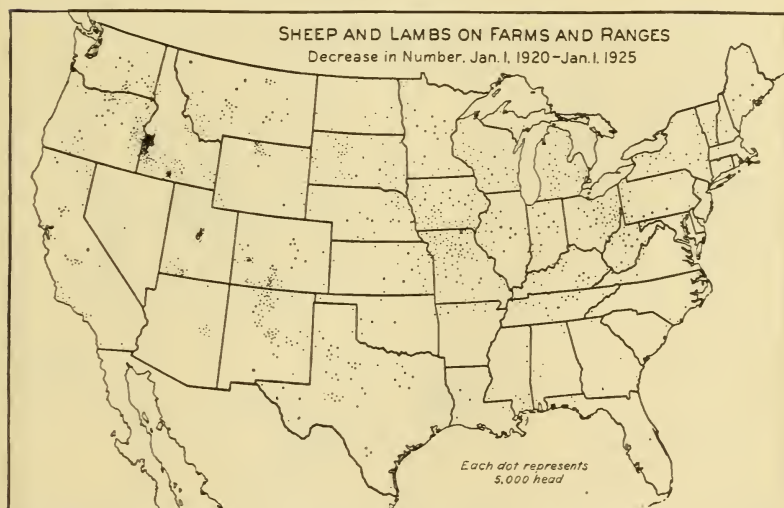 SHEEP AND LAMBS ON FARMS AND RANGES
Decrease in Number, Jan. 1, 1920-Jan. 1, 1925
Each dot represents
5,000 head